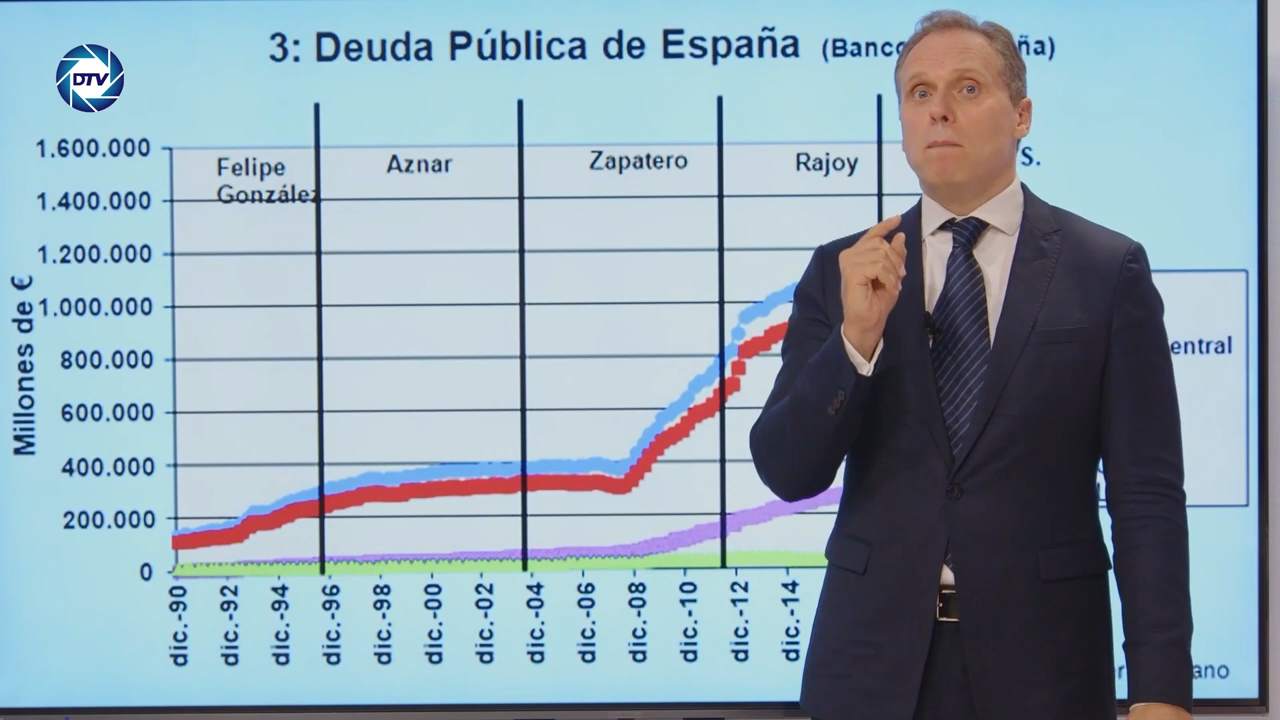 DTV
3: Deuda Pública de España (Banco
Millones de €
1.600.000
1.400.000
1.200.000
1.000.000
800.000
600.000
400.000
200.000
0
Felipe
González
Aznar
Zapatero
Rajoy
dic.-90
dic.-92
dic.-94
dic.-96
dic.-98
dic.-00
dic.-02
dic.-04
dic.-06
dic.-08
dic.-10
dic.-12
dic.-14